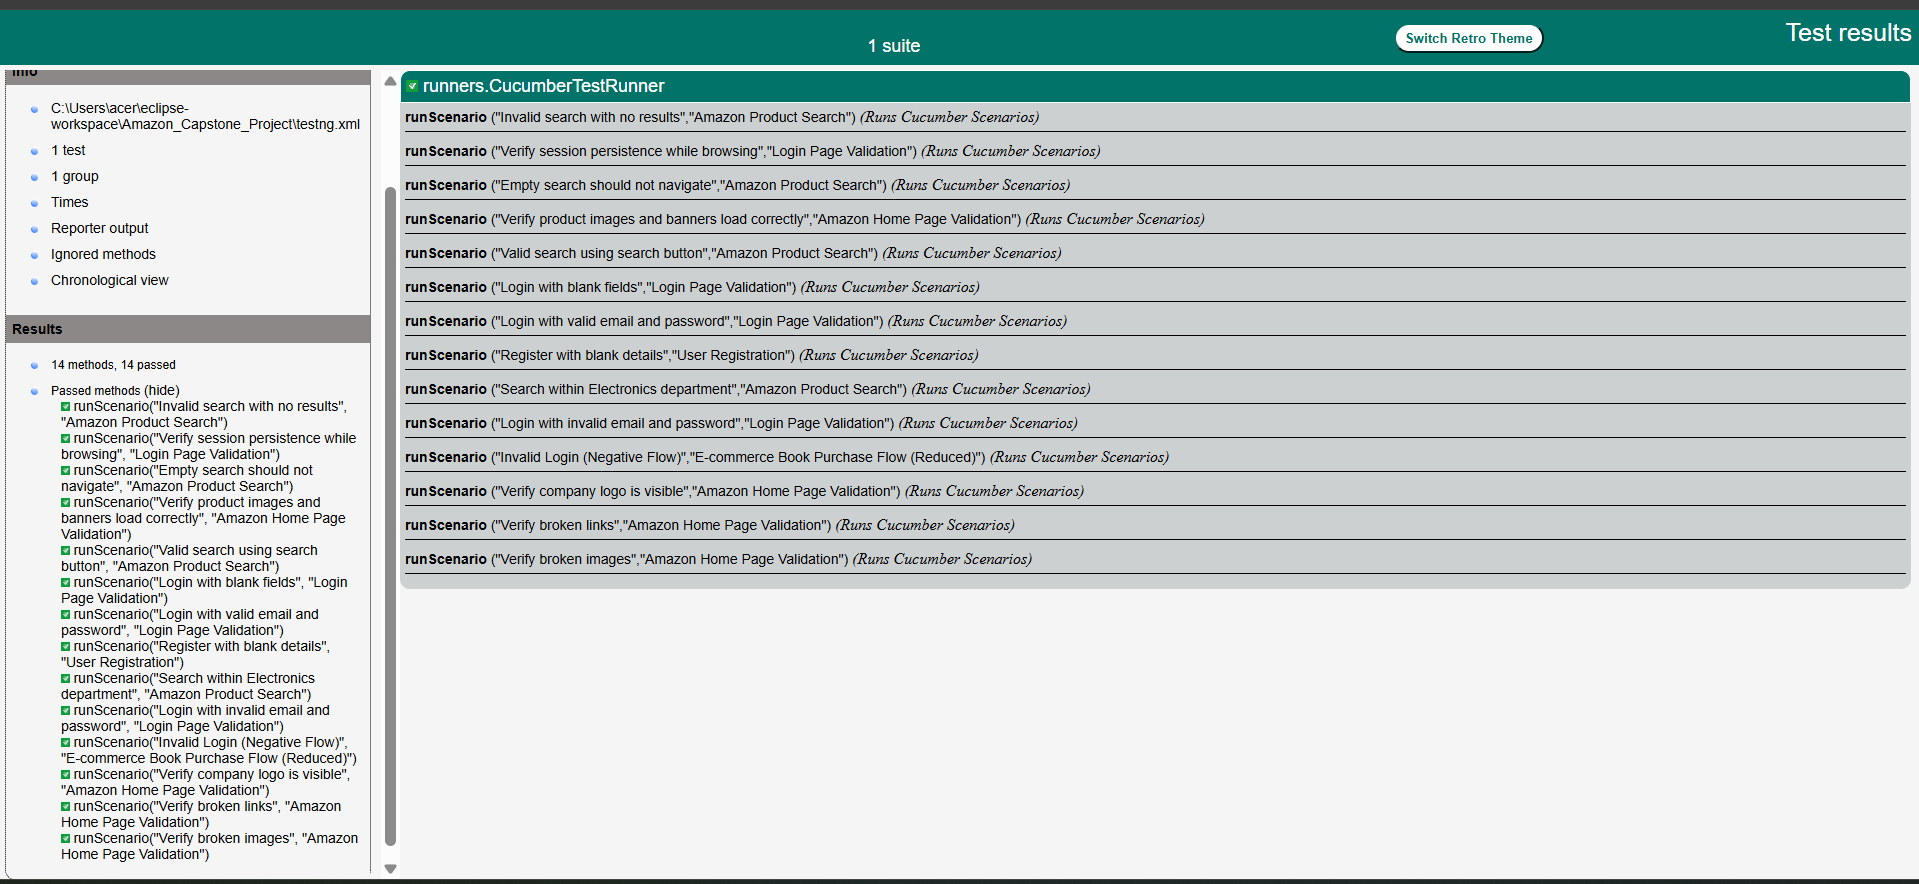 1 suite
Switch Retro Theme
Test results
Info
C:\Users\acer\eclipse-
workspace\Amazon_Capstone_Project\testng.xml
1 test
1 group
Times
Reporter output
Ignored methods
Chronological view
Results
14 methods, 14 passed
Passed methods (hide)
runScenario("Invalid search with no results",
"Amazon Product Search")
runScenario("Verify session persistence while
browsing", "Login Page Validation")
runScenario("Empty search should not
navigate", "Amazon Product Search")
runScenario("Verify product images and
banners load correctly", "Amazon Home Page
Validation")
runScenario("Valid search using search
button", "Amazon Product Search")
runScenario("Login with blank fields", "Login
Page Validation")
runScenario("Login with valid email and
password", "Login Page Validation")
runScenario("Register with blank details",
"User Registration")
runScenario("Search within Electronics
department", "Amazon Product Search")
runScenario("Login with invalid email and
password", "Login Page Validation")
runScenario("Invalid Login (Negative Flow)",
"E-commerce Book Purchase Flow (Reduced)")
runScenario("Verify company logo is visible",
"Amazon Home Page Validation")
runScenario("Verify broken links", "Amazon
Home Page Validation")
runScenario("Verify broken images", "Amazon
Home Page Validation")
runners.CucumberTestRunner
runScenario ("Invalid search with no results","Amazon Product Search") (Runs Cucumber Scenarios)
runScenario ("Verify session persistence while browsing","Login Page Validation") (Runs Cucumber Scenarios)
runScenario ("Empty search should not navigate","Amazon Product Search") (Runs Cucumber Scenarios)
runScenario ("Verify product images and banners load correctly","Amazon Home Page Validation") (Runs Cucumber Scenarios)
runScenario ("Valid search using search button","Amazon Product Search") (Runs Cucumber Scenarios)
runScenario ("Login with blank fields","Login Page Validation") (Runs Cucumber Scenarios)
runScenario ("Login with valid email and password","Login Page Validation") (Runs Cucumber Scenarios)
runScenario ("Register with blank details","User Registration") (Runs Cucumber Scenarios)
runScenario ("Search within Electronics department","Amazon Product Search") (Runs Cucumber Scenarios)
runScenario ("Login with invalid email and password","Login Page Validation") (Runs Cucumber Scenarios)
runScenario ("Invalid Login (Negative Flow)","E-commerce Book Purchase Flow (Reduced)") (Runs Cucumber Scenarios)
runScenario ("Verify company logo is visible","Amazon Home Page Validation") (Runs Cucumber Scenarios)
runScenario ("Verify broken links","Amazon Home Page Validation") (Runs Cucumber Scenarios)
runScenario ("Verify broken images","Amazon Home Page Validation") (Runs Cucumber Scenarios)